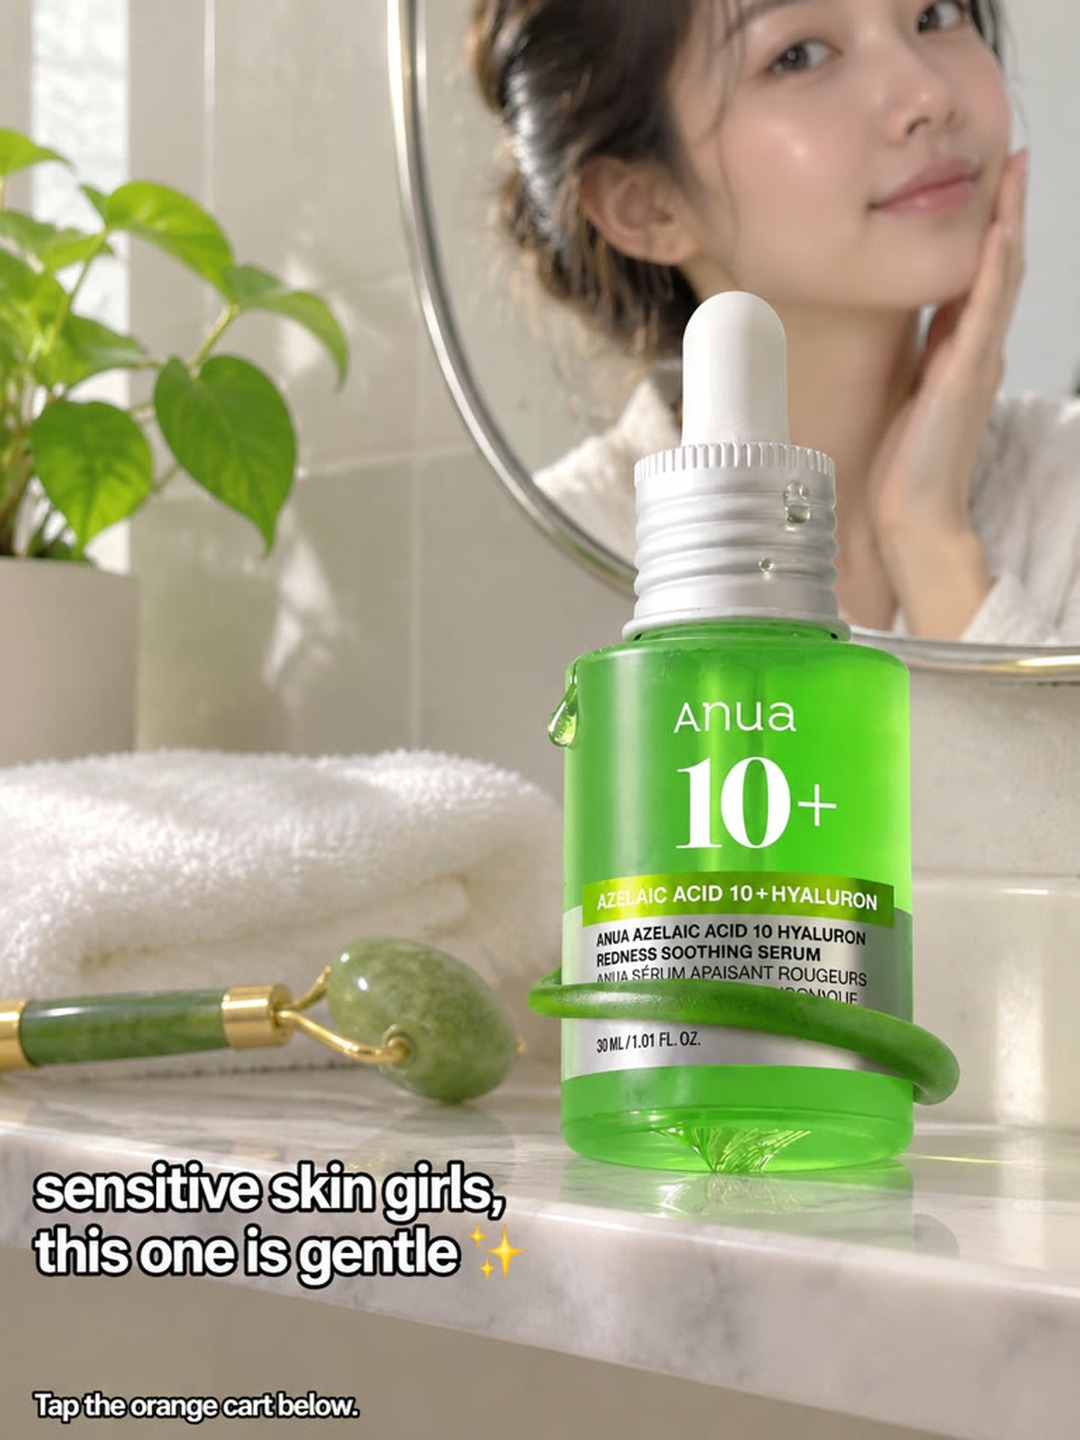 Anua
10+
AZELAIC ACID 10+HYALURON
ANUA AZELAIC ACID 10 HYALURON
REDNESS SOOTHING SERUM
ANUA SÉRUM APAISANT ROUGEURS
30 ML/1.01 FL. OZ.
sensitive skin girls,
this one is gentle ✨
Tap the orange cart below.